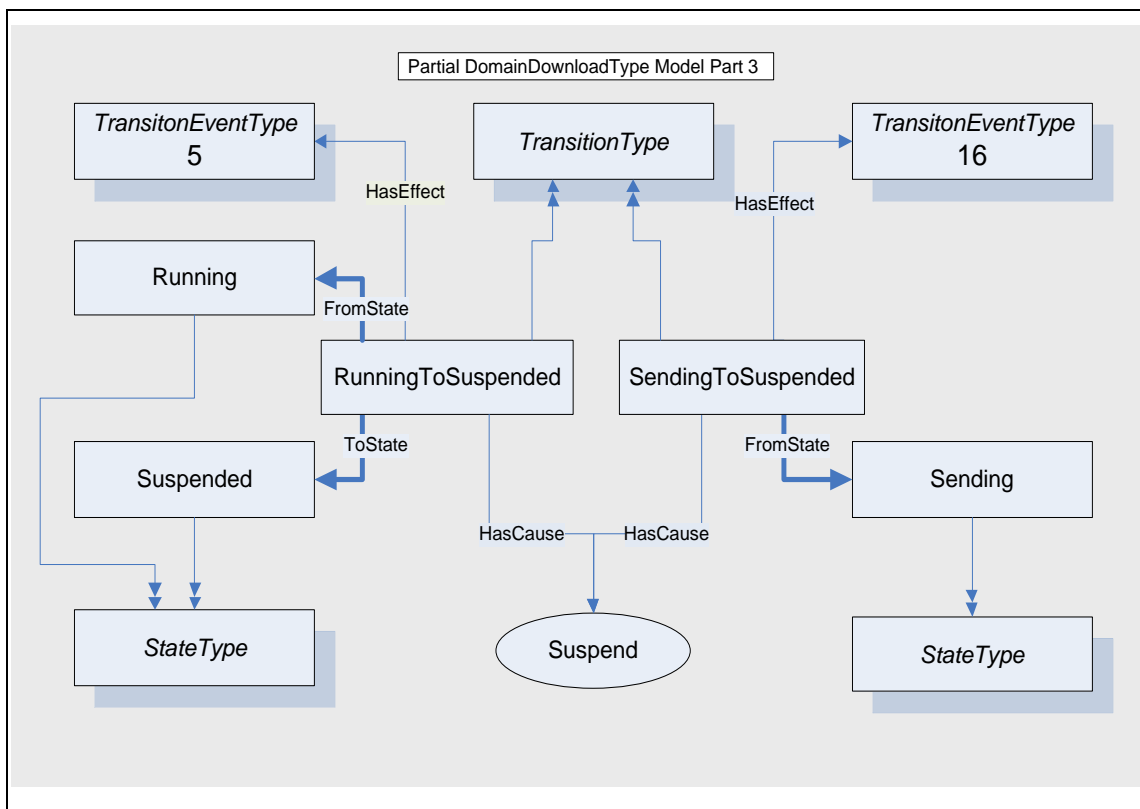 Partial DomainDownloadType Model Part 3
TransitonEventType
5
TransitionType
TransitonEventType
16
HasEffect
HasEffect
Running
FromState
RunningToSuspended
SendingToSuspended
ToState
FromState
Suspended
Sending
HasCause
HasCause
StateType
Suspend
StateType